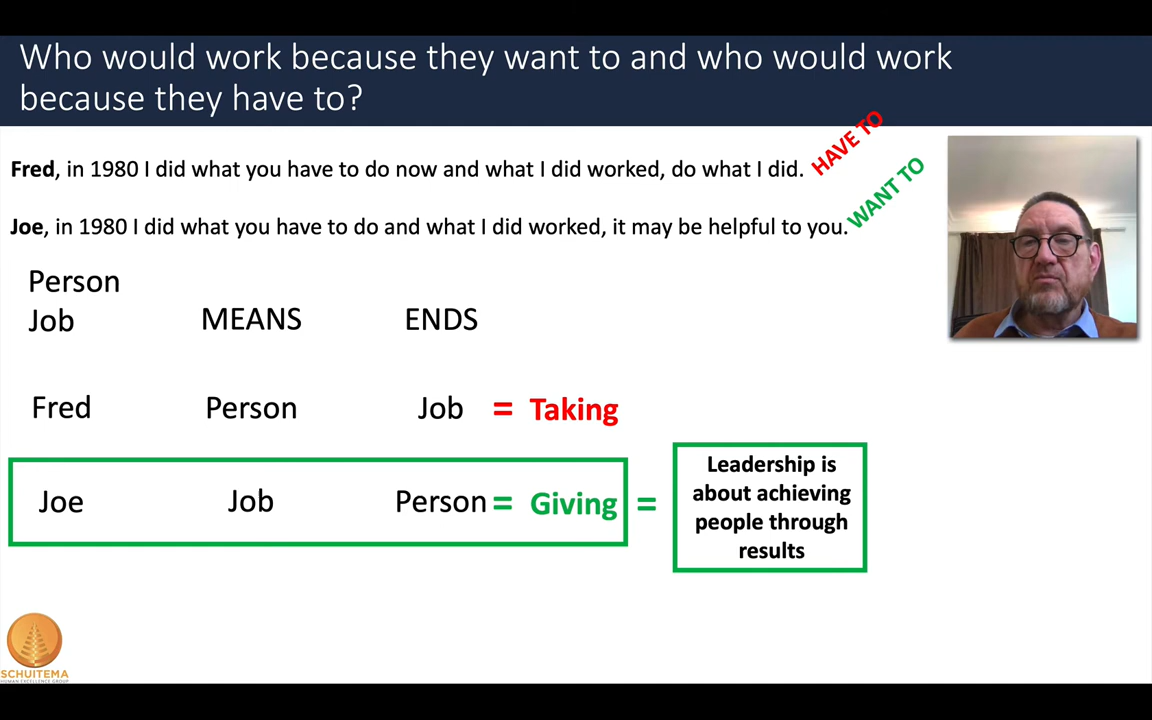 Who would work because they want to and who would work
because they have to?
Fred, in 1980 I did what you have to do now and what I did worked, do what I did.
HAVE TO
Joe, in 1980 I did what you have to do and what I did worked, it may be helpful to you.
WANT TO
Person
Job MEANS ENDS
Fred Person Job = Taking
Joe Job Person = Giving =
Leadership is
about achieving
people through
results
SCHUITEMA
HUMAN EXCELLENCE GROUP